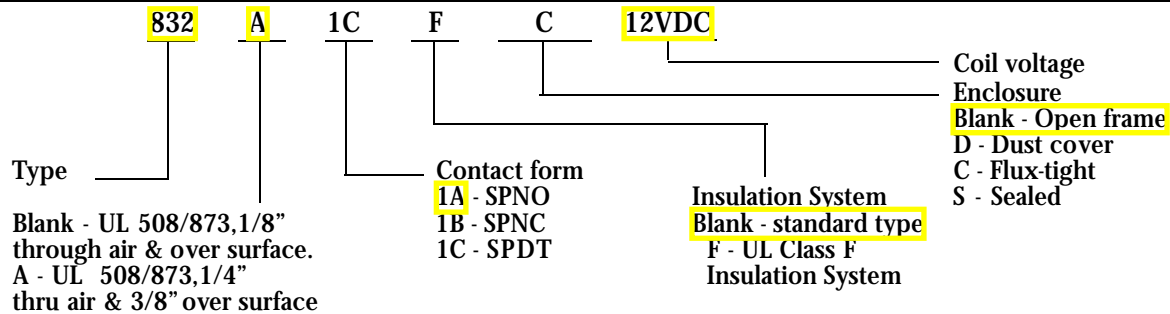 832 A 1C F C 12VDC
Coil voltage
Enclosure
Blank - Open frame
D - Dust cover
C - Flux-tight
S - Sealed
Type
Blank - UL 508/873,1/8”
through air & over surface.
A - UL 508/873,1/4”
thru air & 3/8” over surface
Contact form
1A - SPNO
1B - SPNC
1C - SPDT
Insulation System
Blank - standard type
F - UL Class F
Insulation System